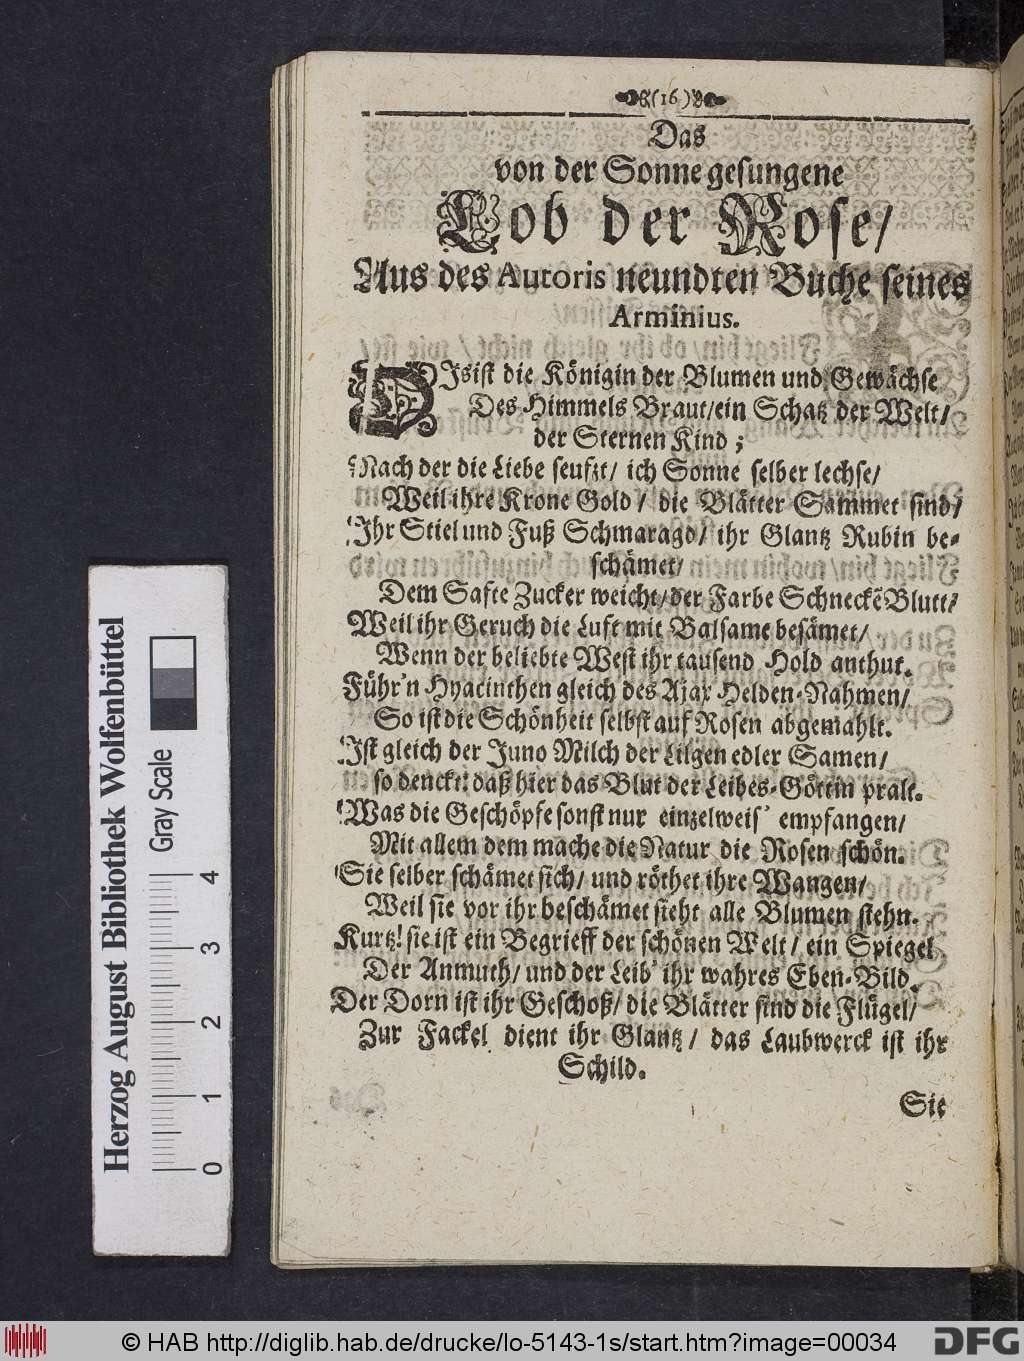 (16)
Das
von der Sonne gesungene
Lob der Rose/
Aus des Autoris neundten Buche seines
Arminius.
DIsist die Königin der Blumen und Gewächse
Des Himmels Braut/ein Schatz der Welt/
der Sternen Kind;
Nach der die Liebe seufzt/ ich Sonne selber lechse/
Weil ihre Krone Gold/ die Blätter Sammet sind/
Ihr Stiel und Fuß Schmaragd/ ihr Glantz Rubin be-
schämet/
Dem Safte Zucker weicht/der Farbe Schneckē Blutt/
Weil ihr Geruch die Luft mit Balsame besämet/
Wenn der beliebte West ihr tausend Hold anthut.
Führ'n Hyacinthen gleich des Ajax Helden-Nahmen/
So ist die Schönheit selbst auf Rosen abgemahlt.
Ist gleich der Juno Milch der Lilgen edler Samen/
so denckt! daß hier das Blut der Leibes-Göttin pralt.
Was die Geschöpfe sonst nur einzelweis' empfangen/
Mit allem dem mache die Natur die Rosen schön.
Sie selber schämet sich/ und röthet ihre Wangen/
Weil sie vor ihr beschämet sieht alle Blumen stehn.
Kurtz! sie ist ein Begrieff der schönen Welt/ ein Spiegel
Der Anmuth/ und der Leib' ihr wahres Eben-Bild.
Der Dorn ist ihr Geschoß/ die Blätter sind die Flügel/
Zur Fackel dient ihr Glantz/ das Laubwerck ist ihr
Schild.
Sie
Herzog August Bibliothek Wolfenbüttel
Gray Scale
0 1 2 3 4
© HAB http://diglib.hab.de/drucke/lo-5143-1s/start.htm?image=00034
DFG